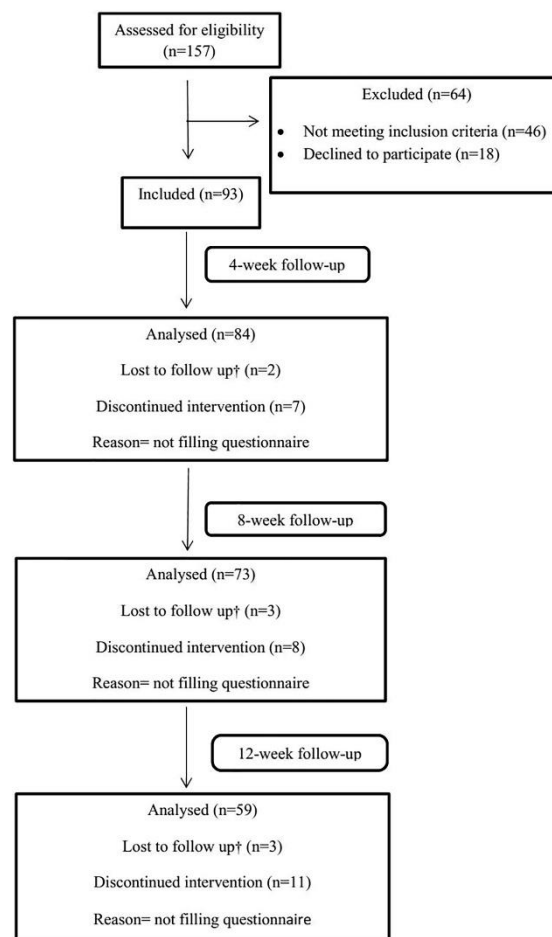 Assessed for eligibility
(n=157)
Excluded (n=64)
• Not meeting inclusion criteria (n=46)
• Declined to participate (n=18)
Included (n=93)
4-week follow-up
Analysed (n=84)
Lost to follow up† (n=2)
Discontinued intervention (n=7)
Reason= not filling questionnaire
8-week follow-up
Analysed (n=73)
Lost to follow up† (n=3)
Discontinued intervention (n=8)
Reason= not filling questionnaire
12-week follow-up
Analysed (n=59)
Lost to follow up† (n=3)
Discontinued intervention (n=11)
Reason= not filling questionnaire